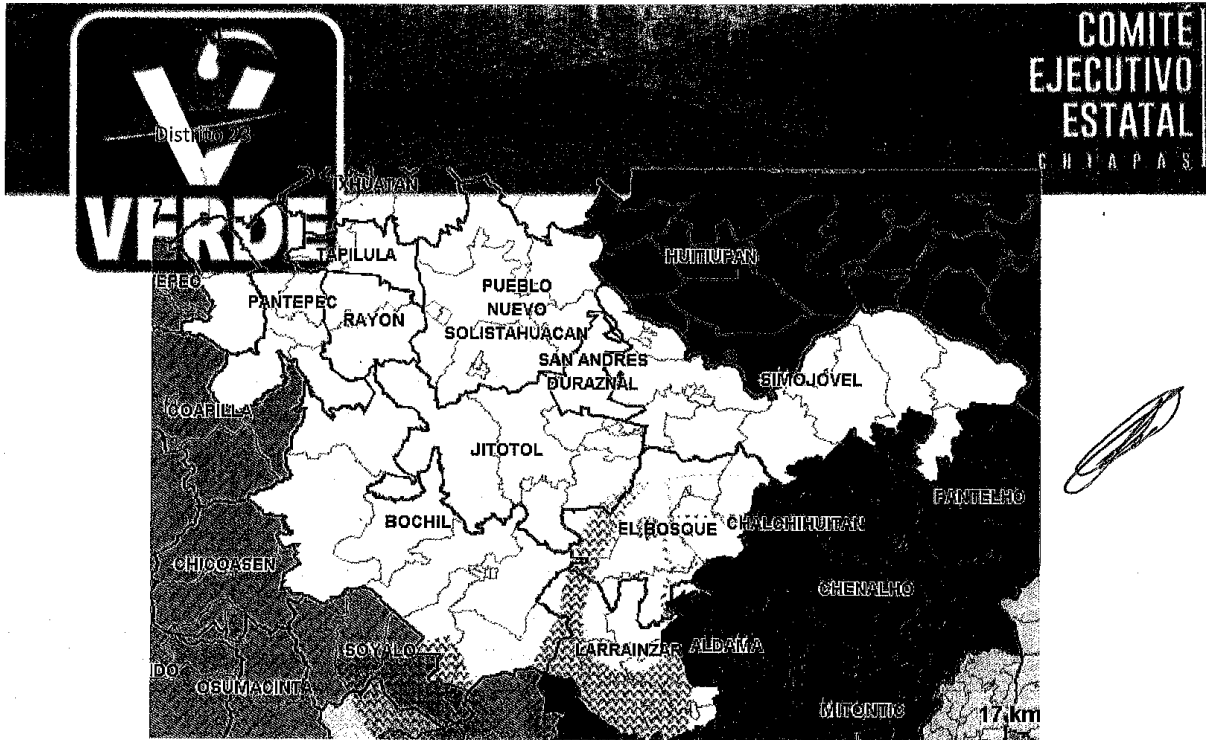 COMITÉ
EJECUTIVO
ESTATAL
CHIAPAS
Distrito 23
VERDE
TAPILULA
HUITIUPAN
EPEC
PANTEPEC
RAYON
PUEBLO
NUEVO
SOLISTAHUACAN
SAN ANDRES
DURAZNAL
SIMOJOVEL
COAPILLA
JITOTOL
PANTELHO
BOCHIL
EL BOSQUE
CHALCHIHUITAN
CHICOASEN
CHENALHO
SOYALO
LARRAINZAR
ALDAMA
OSUMACINTA
MITONTIC
17 km